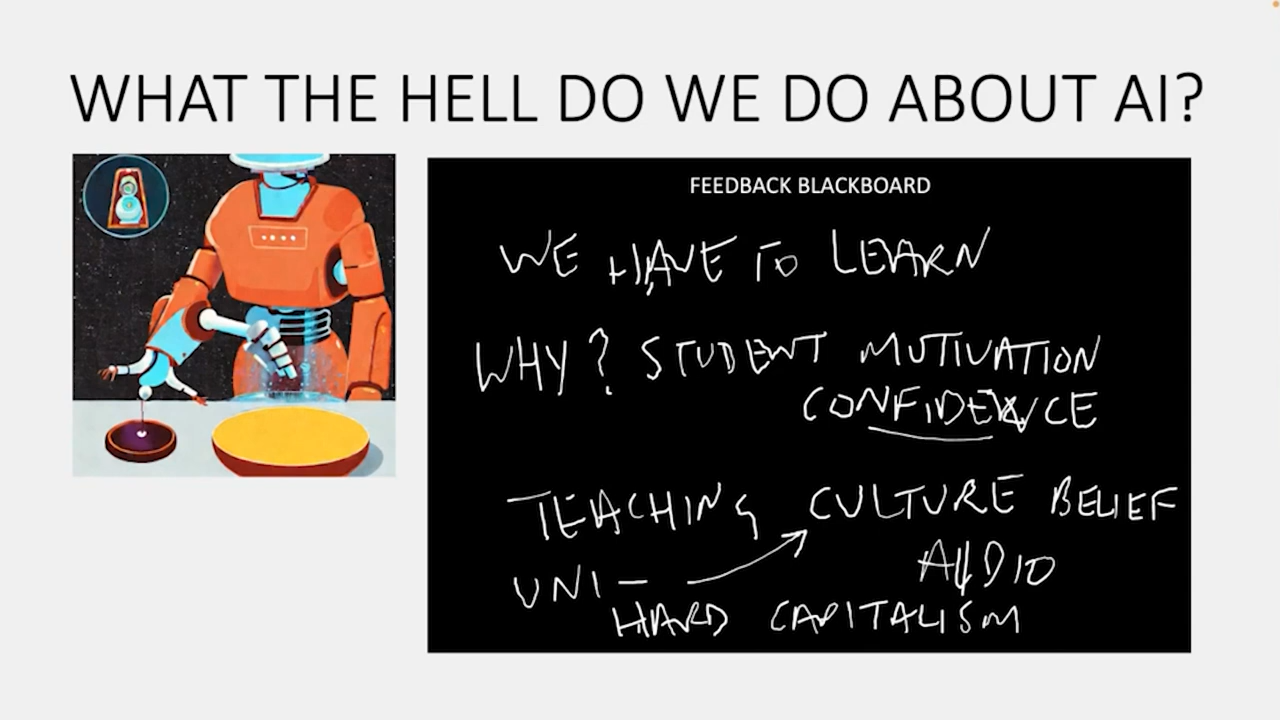 WHAT THE HELL DO WE DO ABOUT AI?
FEEDBACK BLACKBOARD
WE HAVE TO LEARN
WHY? STUDENT MOTIVATION
CONFIDENCE
TEACHING CULTURE BELIEF
UNI – AUDIO
HARD CAPITALISM